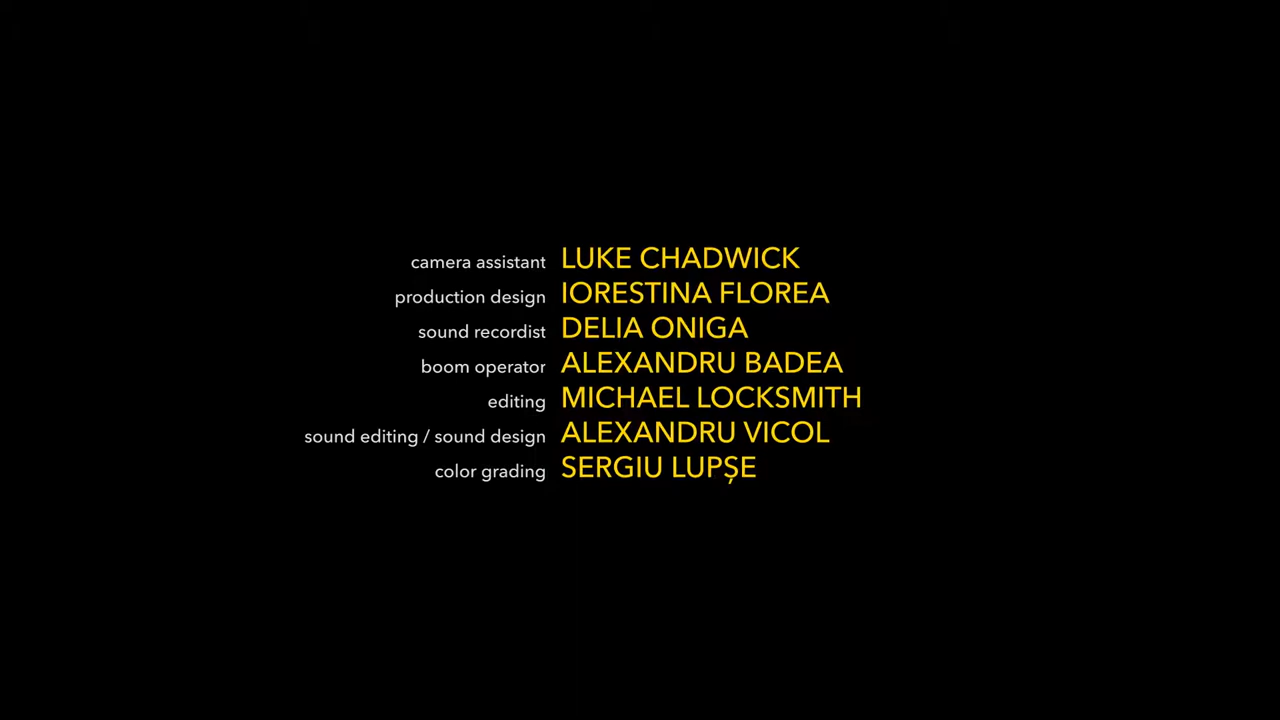 camera assistant LUKE CHADWICK
production design IORESTINA FLOREA
sound recordist DELIA ONIGA
boom operator ALEXANDRU BADEA
editing MICHAEL LOCKSMITH
sound editing / sound design ALEXANDRU VICOL
color grading SERGIU LUPȘE